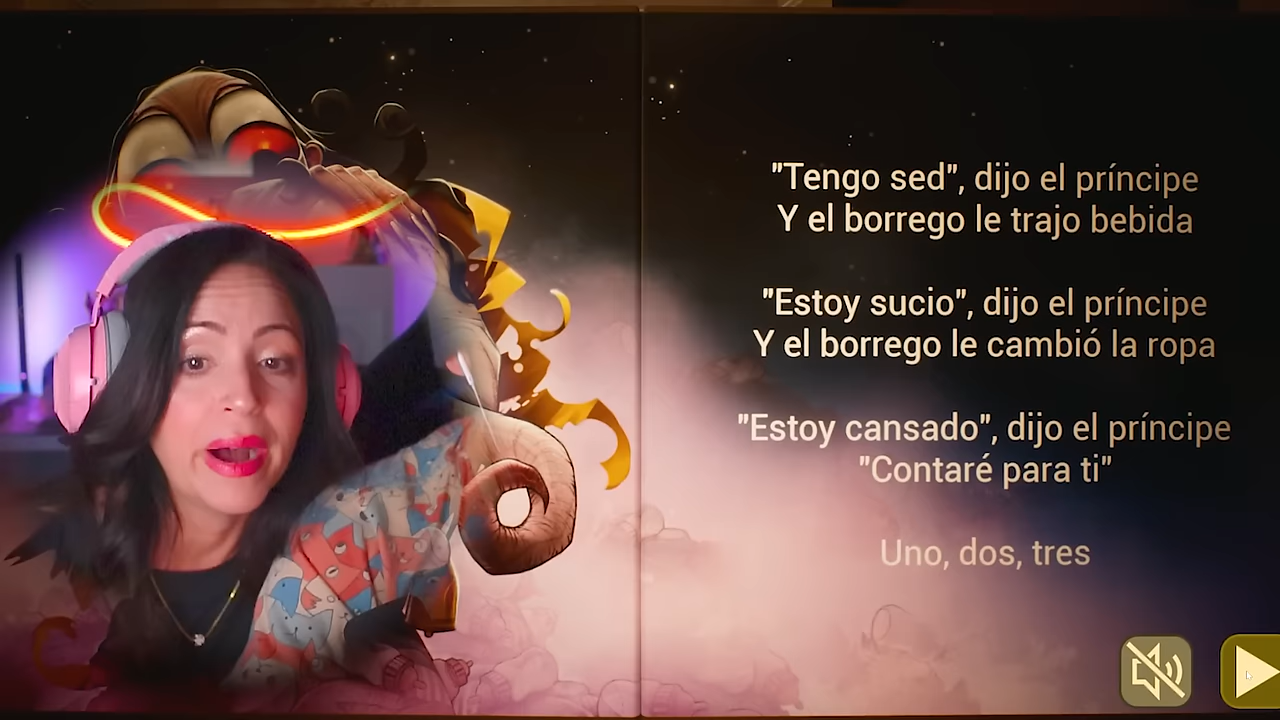 "Tengo sed", dijo el príncipe
Y el borrego le trajo bebida
"Estoy sucio", dijo el príncipe
Y el borrego le cambió la ropa
"Estoy cansado", dijo el príncipe
"Contaré para ti"
Uno, dos, tres